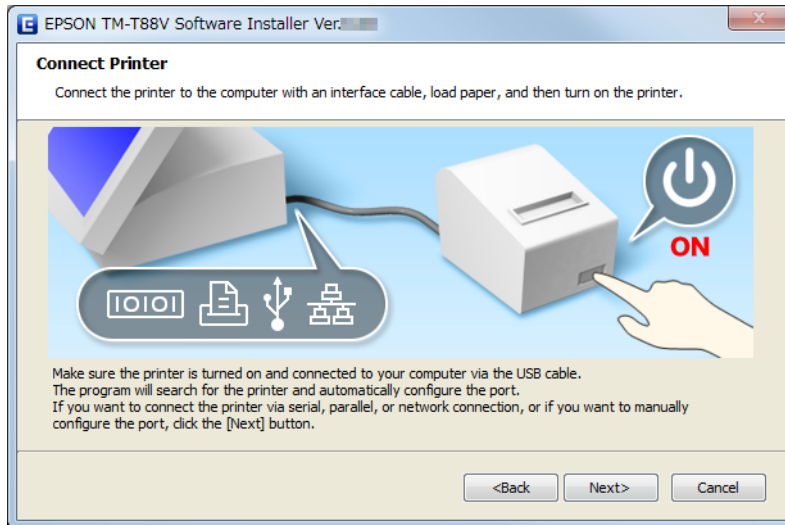 EPSON TM-T88V Software Installer Ver.
Connect Printer
Connect the printer to the computer with an interface cable, load paper, and then turn on the printer.
IOIOI
ON
Make sure the printer is turned on and connected to your computer via the USB cable.
The program will search for the printer and automatically configure the port.
If you want to connect the printer via serial, parallel, or network connection, or if you want to manually
configure the port, click the [Next] button.
<Back
Next>
Cancel